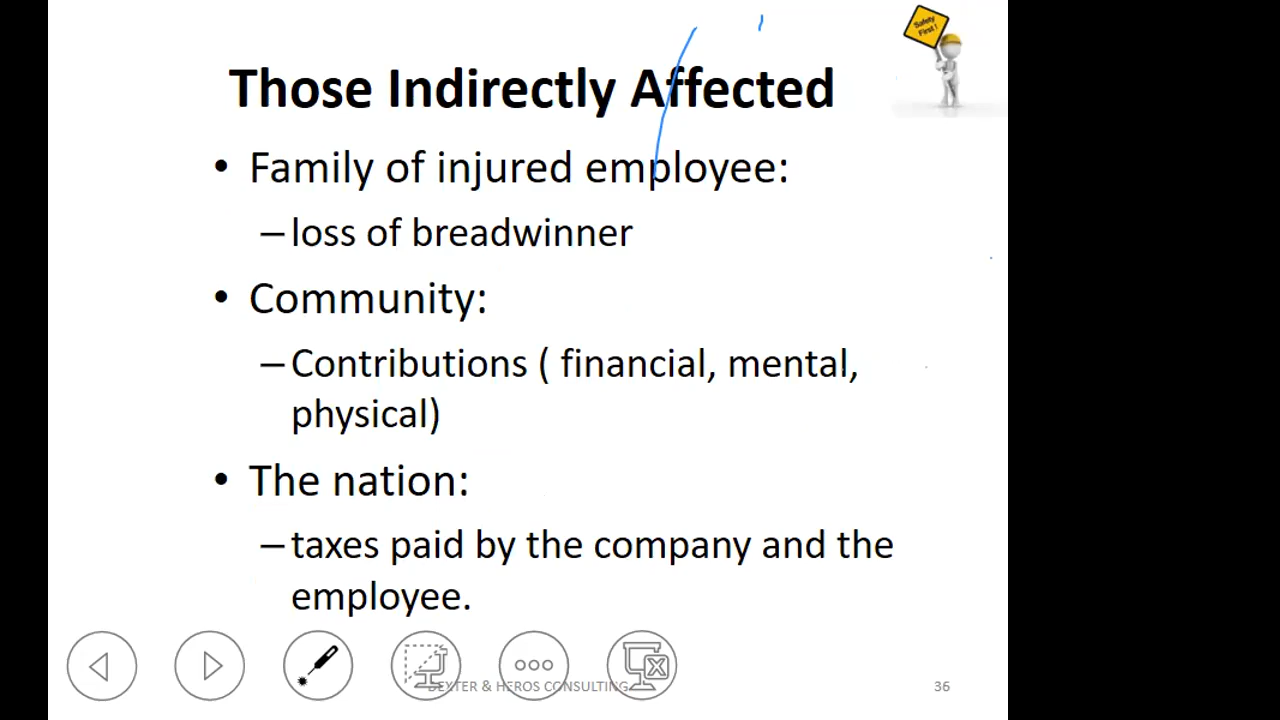 Safety
First !
Those Indirectly Affected
• Family of injured employee:
–loss of breadwinner
• Community:
–Contributions ( financial, mental,
physical)
• The nation:
–taxes paid by the company and the
employee.
DEXTER & HEROS CONSULTING
36